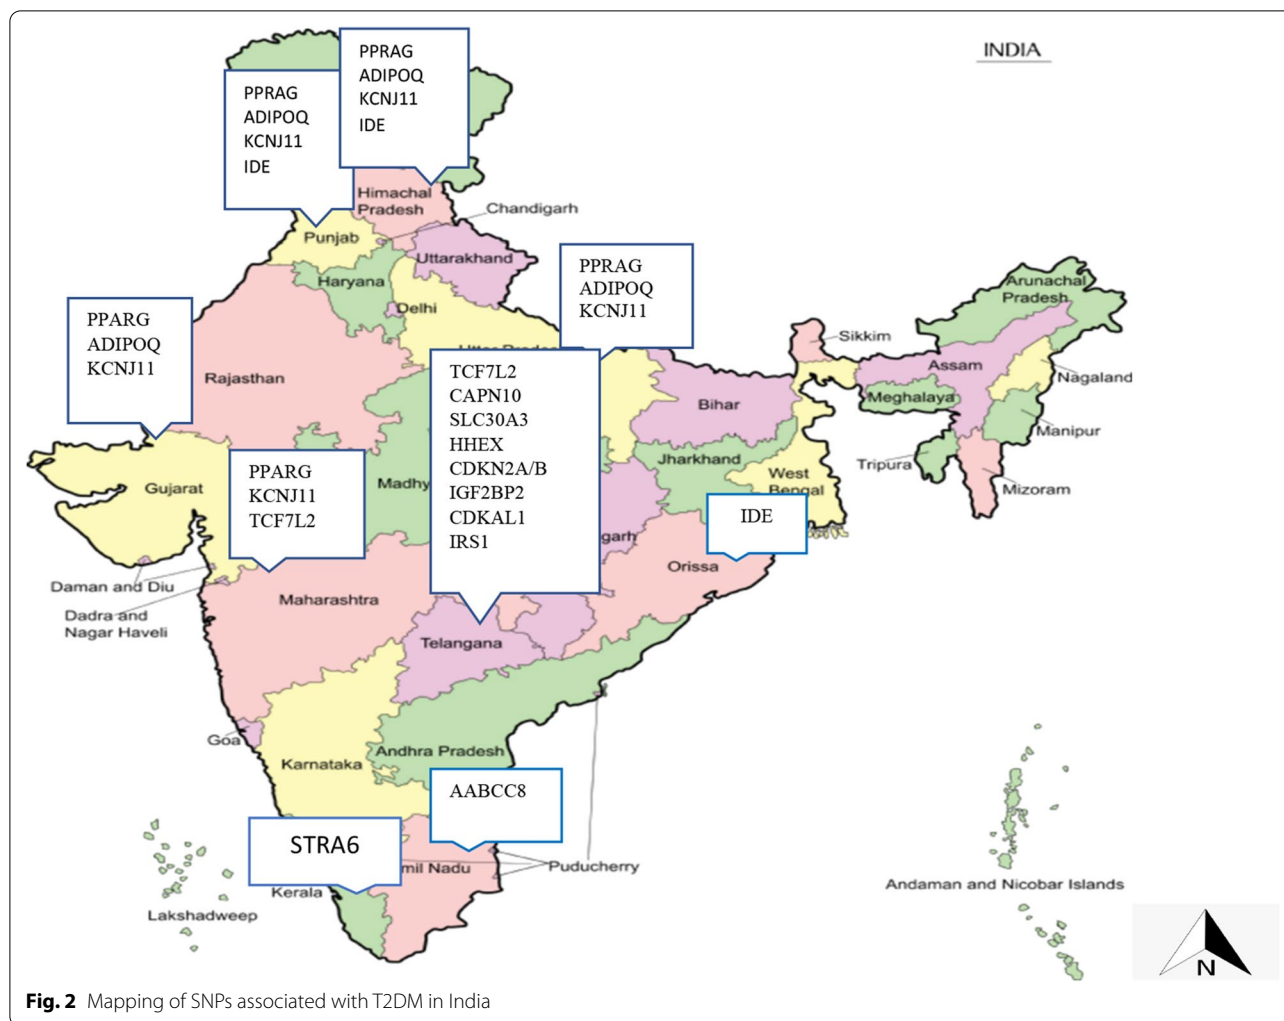 INDIA
PPRAG
ADIPOQ
KCNJ11
IDE
PPRAG
ADIPOQ
KCNJ11
IDE
Himachal
Pradesh
Chandigarh
Punjab
Uttarakhand
Haryana
Delhi
PPRAG
ADIPOQ
KCNJ11
Arunachal
Pradesh
Sikkim
Assam
Nagaland
Meghalaya
Manipur
Tripura
Mizoram
PPARG
ADIPOQ
KCNJ11
Rajasthan
TCF7L2
CAPN10
SLC30A3
HHEX
CDKN2A/B
IGF2BP2
CDKAL1
IRS1
Bihar
Jharkhand
West
Bengal
Gujarat
Madhy
PPARG
KCNJ11
TCF7L2
IDE
garh
Orissa
Daman and Diu
Dadra and
Nagar Haveli
Maharashtra
Telangana
Goa
Karnataka
Andhra Pradesh
AABCC8
STRA6
mil Nadu
Puducherry
Kerala
Lakshadweep
Andaman and Nicobar Islands
N
Fig. 2 Mapping of SNPs associated with T2DM in India